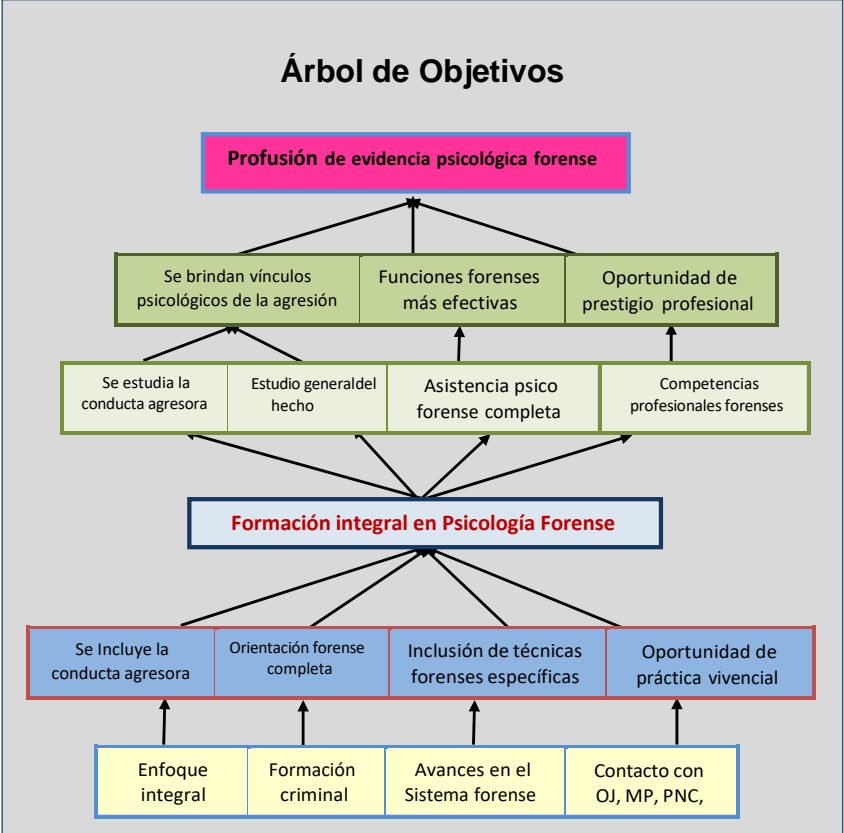 Árbol de Objetivos
Profusión de evidencia psicológica forense
Se brindan vínculos
psicológicos de la agresión
Funciones forenses
más efectivas
Oportunidad de
prestigio profesional
Se estudia la
conducta agresora
Estudio generaldel
hecho
Asistencia psico
forense completa
Competencias
profesionales forenses
Formación integral en Psicología Forense
Se Incluye la
conducta agresora
Orientación forense
completa
Inclusión de técnicas
forenses específicas
Oportunidad de
práctica vivencial
Enfoque
integral
Formación
criminal
Avances en el
Sistema forense
Contacto con
OJ, MP, PNC,